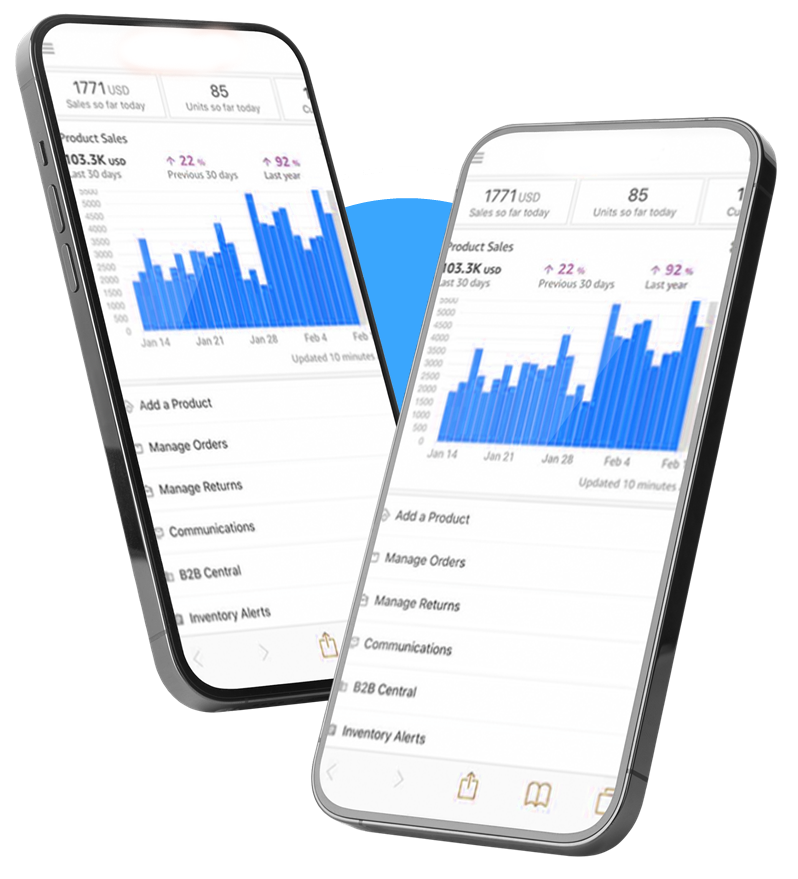 1771 USD
Sales so far today
85
Units so far today
1
Product Sales
103.3K USD
Last 30 days
↑ 22 %
Previous 30 days
↑ 92 %
Last year
5000
4500
4000
3500
3000
2500
2000
1500
1000
500
0
Jan 14
Jan 21
Jan 28
Feb 4
Feb
Updated 10 minutes
Add a Product
Manage Orders
Manage Returns
Communications
B2B Central
Inventory Alerts
1771 USD
Sales so far today
85
Units so far today
1
Cu
Product Sales
103.3K USD
Last 30 days
↑ 22 %
Previous 30 days
↑ 92 %
Last year
5000
4500
4000
3500
3000
2500
2000
1500
1000
500
0
Jan 14
Jan 21
Jan 28
Feb 4
Feb
Updated 10 minutes
Add a Product
Manage Orders
Manage Returns
Communications
B2B Central
Inventory Alerts